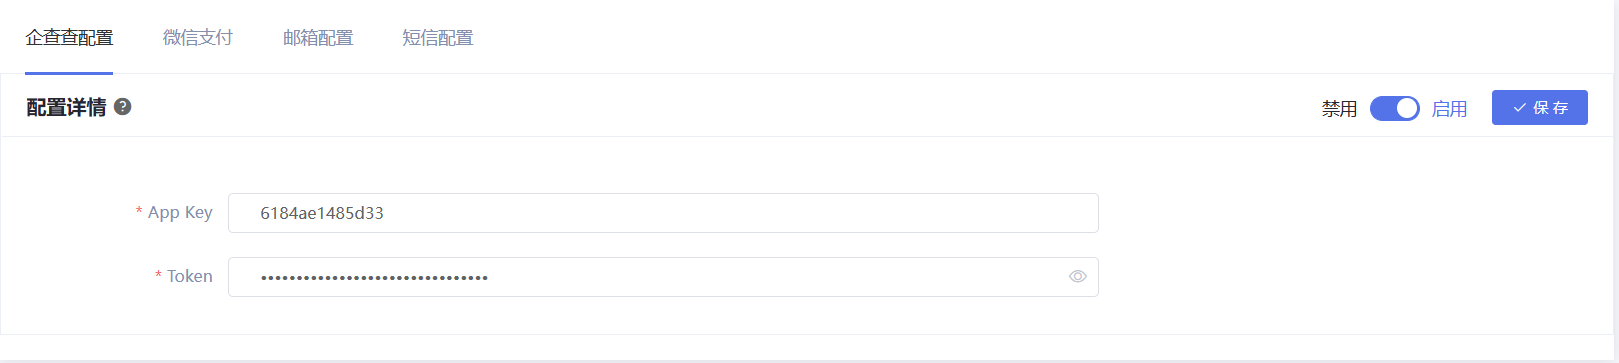 企查查配置 微信支付 邮箱配置 短信配置
配置详情 禁用 启用 保存
* App Key 6184ae1485d33
* Token ••••••••••••••••••••••••••••••••